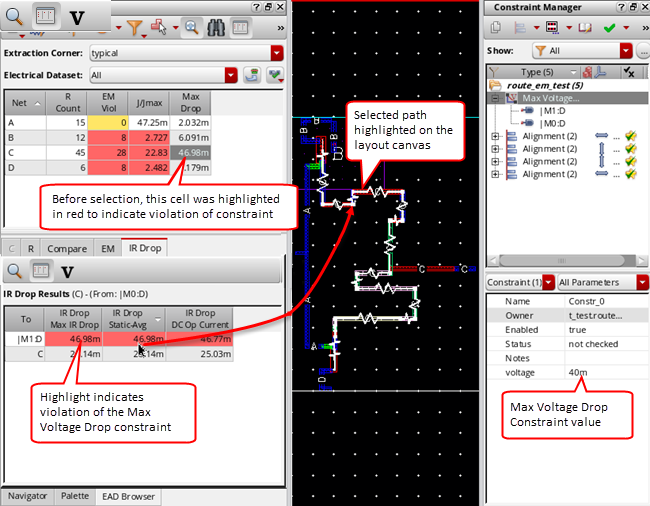 V
»
Extraction Corner: typical
Electrical Dataset: All
Net R Count EM Viol J/Jmax Max Drop
A 15 0 47.25m 2.032m
B 12 8 2.727 6.091m
C 45 28 22.83 46.98m
D 6 8 2.482 .179m
Before selection, this cell was highlighted
in red to indicate violation of constraint
C R Compare EM IR Drop
V
IR Drop Results (C) - (From: |M0:D)
To IR Drop Max IR Drop IR Drop Static-Avg IR Drop DC Op Current
|M1:D 46.98m 46.98m 46.77m
C 25.03m
Highlight indicates
violation of the Max
Voltage Drop constraint
Navigator Palette EAD Browser
Selected path
highlighted on the
layout canvas
B
B
A
C C
A
D
Constraint Manager
»
Show: All ...
Type (5)
route_em_test (5)
Max Voltage...
|M1:D
|M0:D
Alignment (2) ...
Alignment (2) ...
Alignment (2) ...
Alignment (2) ...
Constraint (1) All Parameters
Name Constr_0
Owner t_test:route...
Enabled true
Status not checked
Notes
voltage 40m
Max Voltage Drop
Constraint value